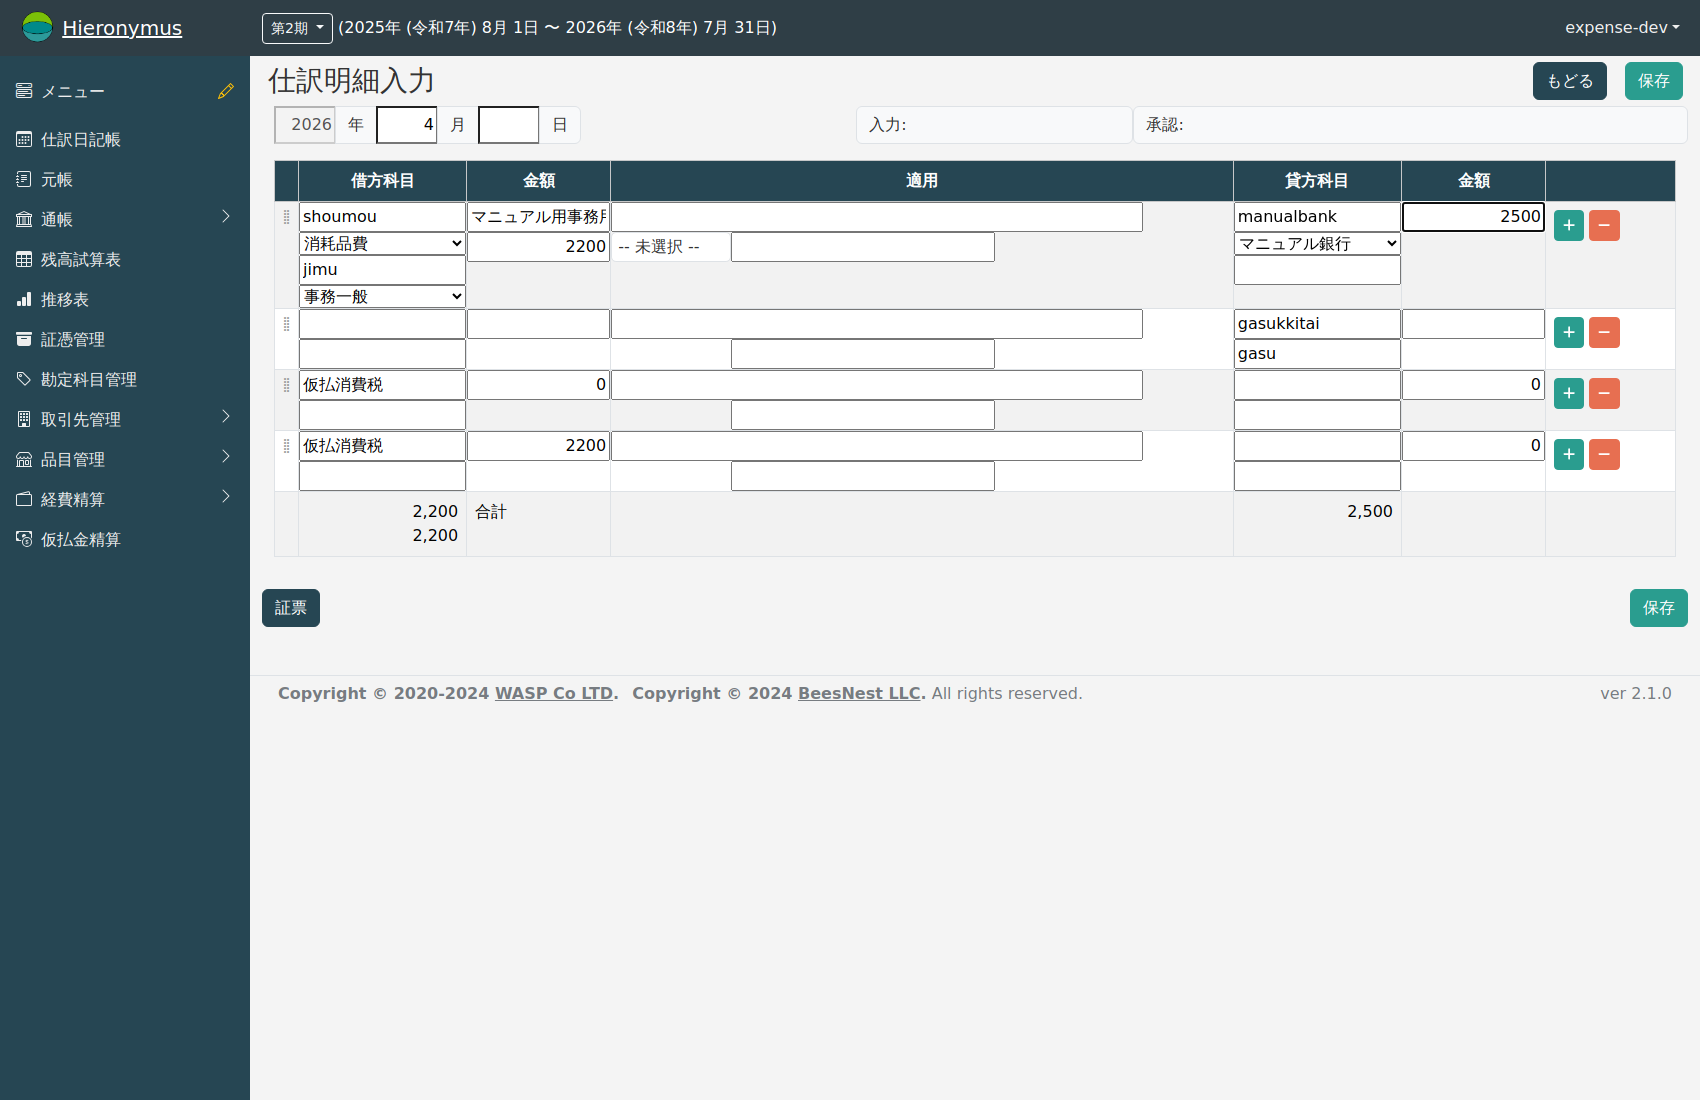 Hieronymus
第2期 (2025年 (令和7年) 8月 1日 〜 2026年 (令和8年) 7月 31日)
expense-dev
メニュー
仕訳日記帳
元帳
通帳
残高試算表
推移表
証憑管理
勘定科目管理
取引先管理
品目管理
経費精算
仮払金精算
仕訳明細入力
もどる 保存
2026 年 4 月 日 入力: 承認:
借方科目 金額 適用 貸方科目 金額
shoumou マニュアル用事務 manualbank 2500
消耗品費 2200 -- 未選択 -- マニュアル銀行
jimu
事務一般
gasukkitai
gasu
仮払消費税 0 0
仮払消費税 2200 0
2,200 合計 2,500
2,200
証票 保存
Copyright © 2020-2024 WASP Co LTD. Copyright © 2024 BeesNest LLC. All rights reserved. ver 2.1.0